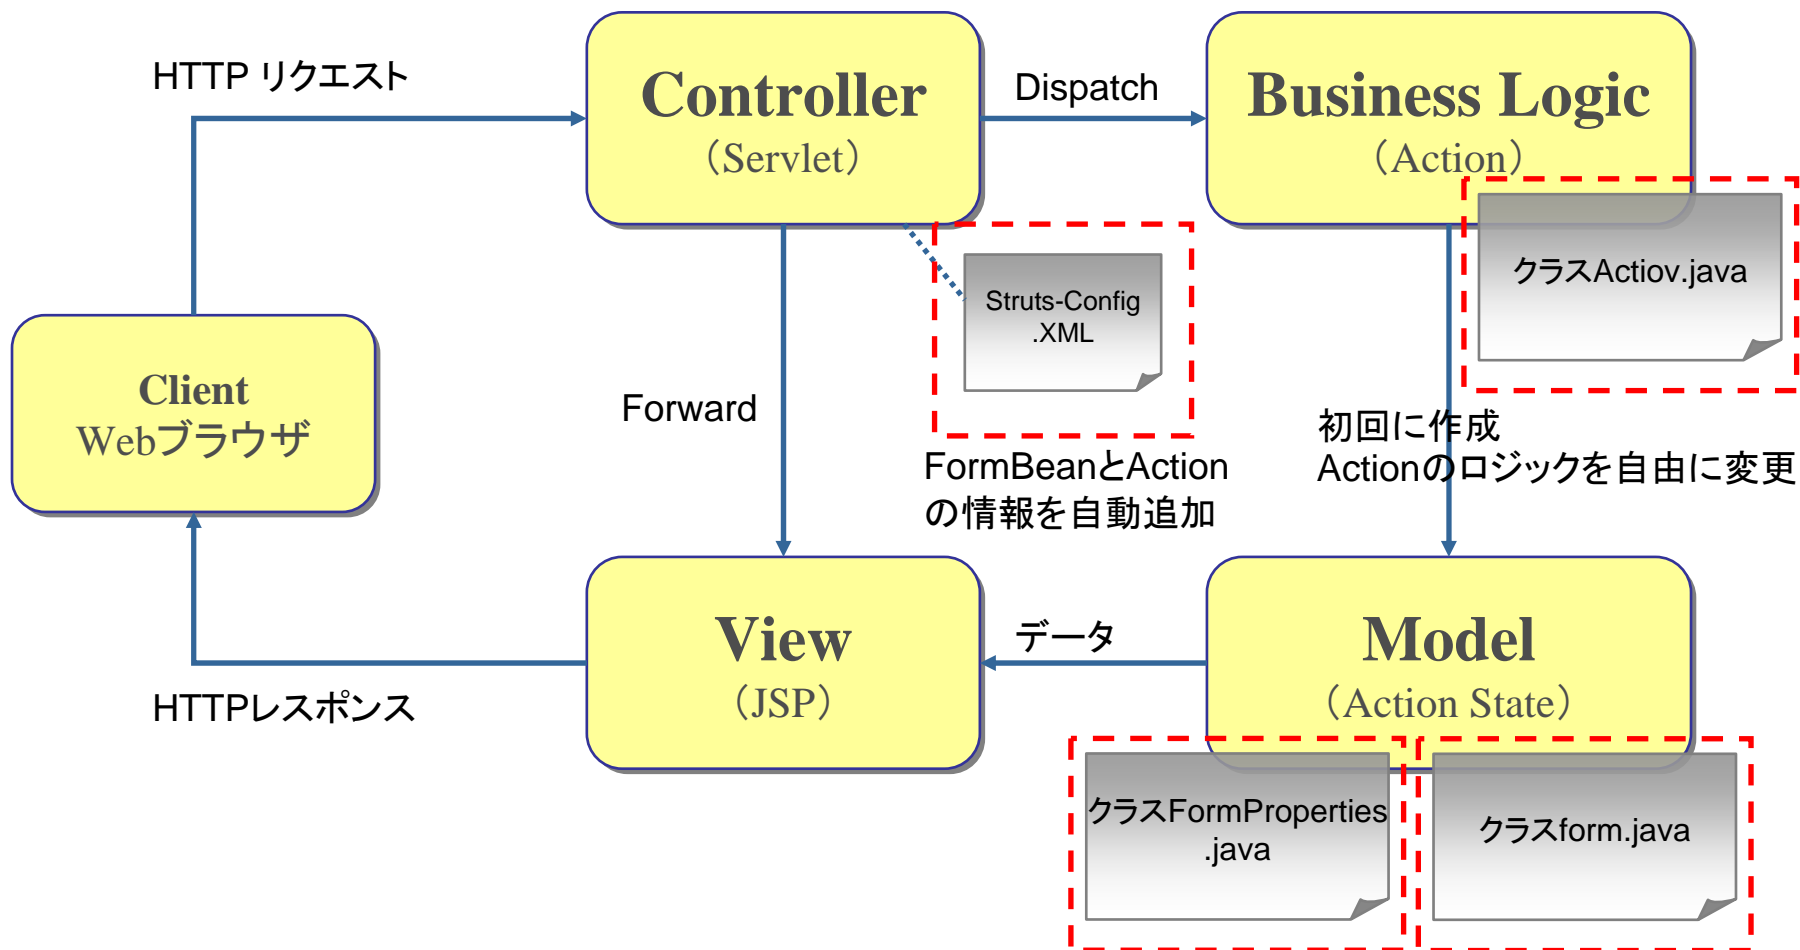 HTTP リクエスト
Controller
（Servlet）
Dispatch
Business Logic
（Action）
クラスActiov.java
Struts-Config
.XML
Client
Webブラウザ
Forward
FormBeanとAction
の情報を自動追加
初回に作成
Actionのロジックを自由に変更
View
（JSP）
データ
Model
（Action State）
HTTPレスポンス
クラスFormProperties
.java
クラスform.java